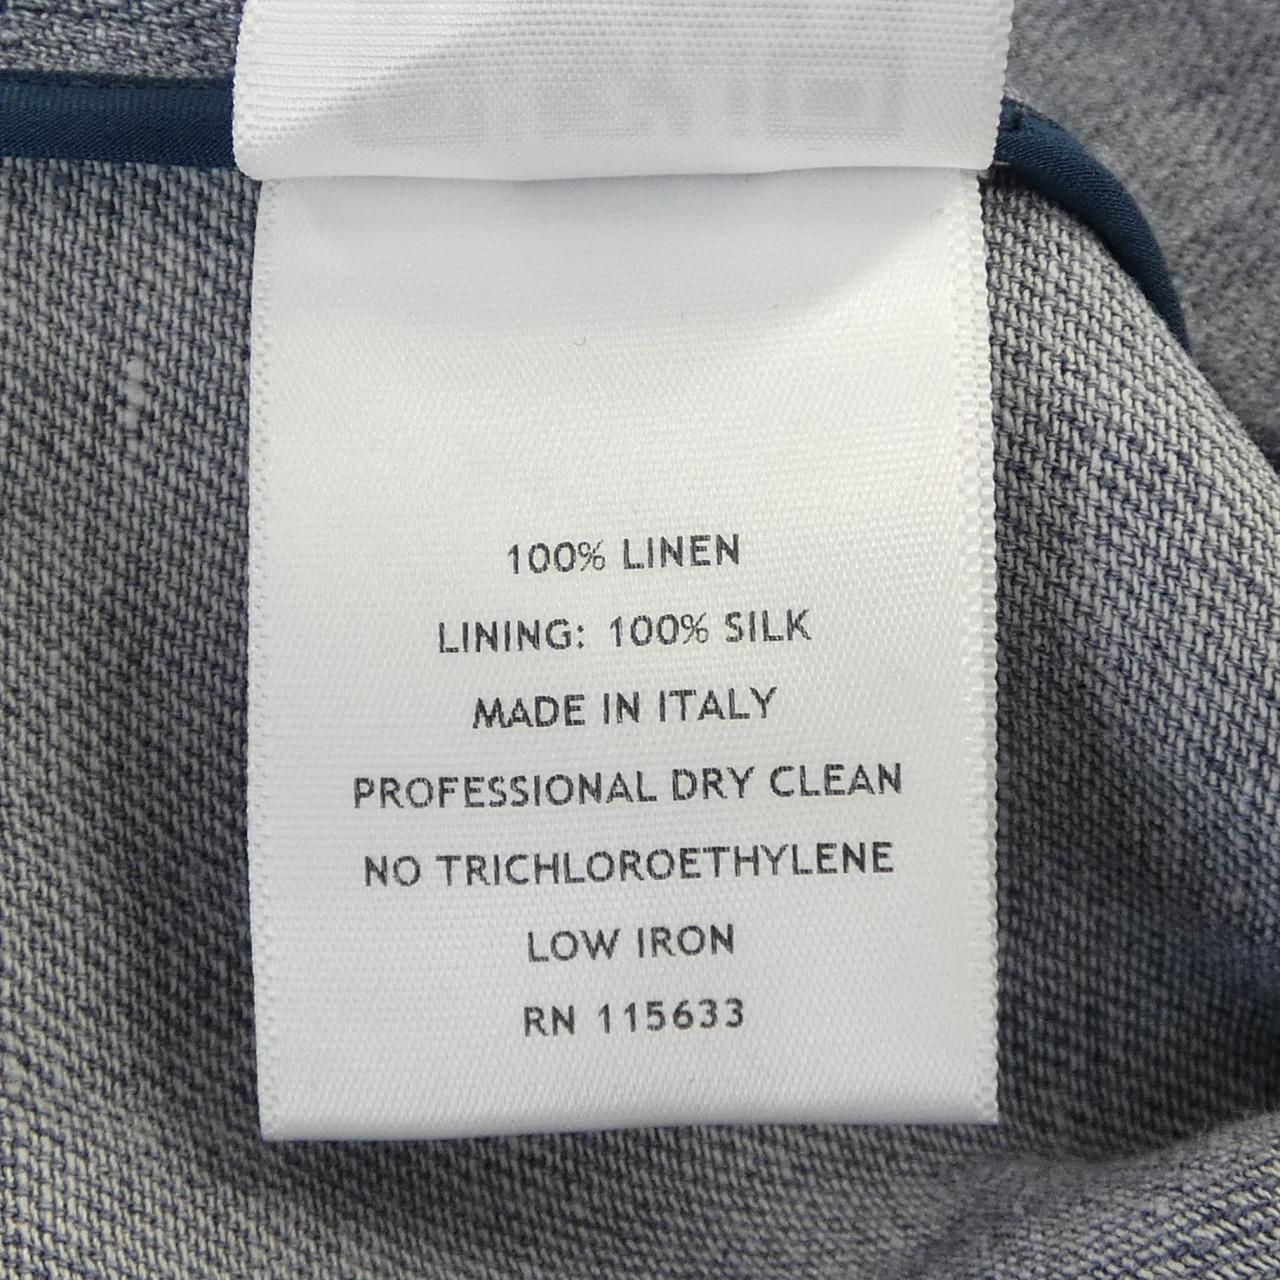 100% LINEN
LINING: 100% SILK
MADE IN ITALY
PROFESSIONAL DRY CLEAN
NO TRICHLOROETHYLENE
LOW IRON
RN 115633